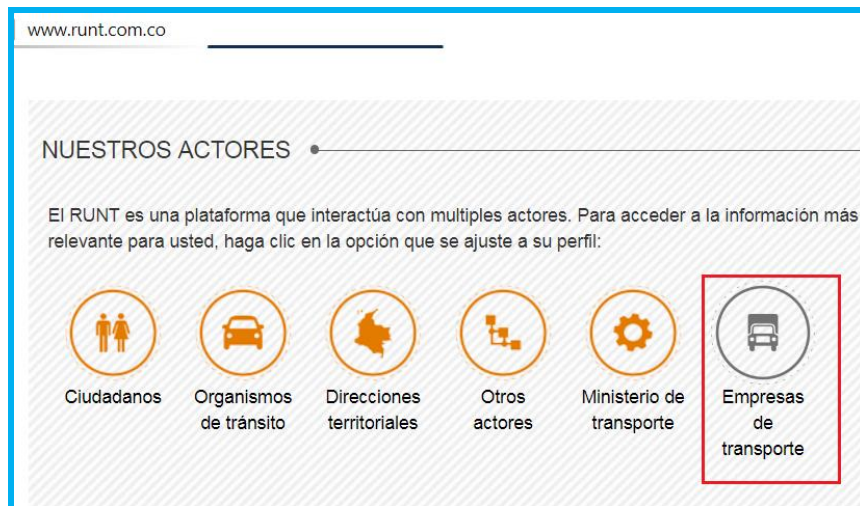 www.runt.com.co
NUESTROS ACTORES
El RUNT es una plataforma que interactúa con multiples actores. Para acceder a la información más
relevante para usted, haga clic en la opción que se ajuste a su perfil:
Ciudadanos
Organismos
de tránsito
Direcciones
territoriales
Otros
actores
Ministerio de
transporte
Empresas
de
transporte